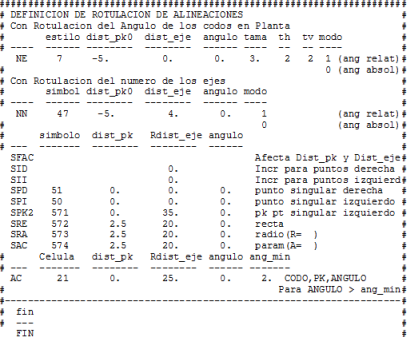 ################################################################
# DEFINICION DE ROTULACION DE ALINEACIONES #
# Con Rotulacion del Angulo de los codos en Planta #
# estilo dist_pk0 dist_eje angulo tama th tv modo #
# ---- ------- -------- -------- ------ ---- -- -- ---- #
NE 7 -5. 0. 0. 3. 2 2 1 (ang relat)#
# 0 (ang absol)#
# Con Rotulacion del numero de los ejes #
# simbol dist_pk0 dist_eje angulo modo #
# ---- ------ -------- -------- ------ ---- #
NN 47 -5. 4. 0. 1 (ang relat)#
# 0 (ang absol)#
# simbolo dist_pk Rdist_eje angulo #
# --- ------- ------- --------- ------ #
SFAC Afecta Dist_pk y Dist_eje#
SID 0. Incr para puntos derecha #
SII 0. Incr para puntos izquierd#
SPD 51 0. 0. 0. punto singular derecha #
SPI 50 0. 0. 0. punto singular izquierdo #
SPK2 571 0. 35. 0. pk pt singular izquierdo #
SRE 572 2.5 20. 0. recta #
SRA 573 2.5 20. 0. radio(R= ) #
SAC 574 2.5 20. 0. param(A= ) #
# Celula dist_pk Rdist_eje angulo ang_min #
# --- ------- ------- --------- ------ ------- #
AC 21 0. 25. 0. 2. CODO,PK,ANGULO #
# Para ANGULO > ang_min#
#--------------------------------------------------------------#
# fin #
# --- #
FIN